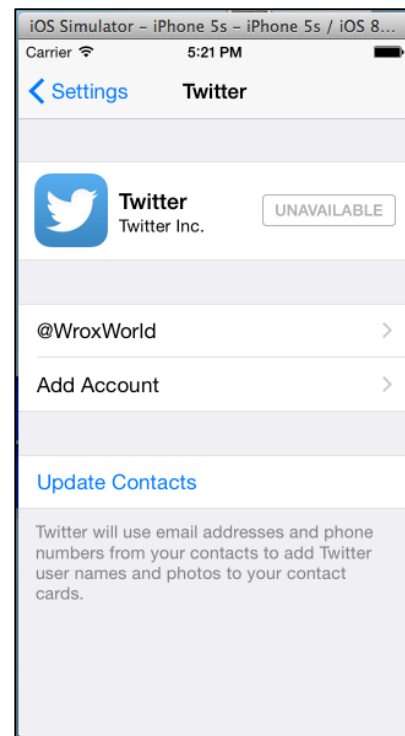 iOS Simulator – iPhone 5s – iPhone 5s / iOS 8...
Carrier 5:21 PM
Settings Twitter
Twitter
Twitter Inc.
UNAVAILABLE
@WroxWorld
Add Account
Update Contacts
Twitter will use email addresses and phone
numbers from your contacts to add Twitter
user names and photos to your contact
cards.